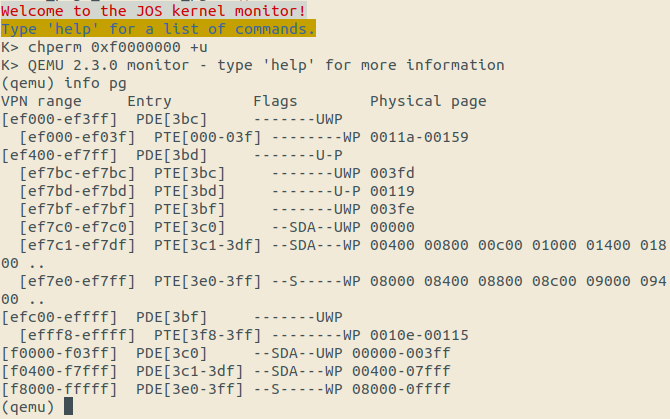 Welcome to the JOS kernel monitor!
Type 'help' for a list of commands.
K> chperm 0xf0000000 +u
K> QEMU 2.3.0 monitor - type 'help' for more information
(qemu) info pg
VPN range     Entry         Flags        Physical page
[ef000-ef3ff]  PDE[3bc]     -------UWP
  [ef000-ef03f]  PTE[000-03f] --------WP 0011a-00159
[ef400-ef7ff]  PDE[3bd]     -------U-P
  [ef7bc-ef7bc]  PTE[3bc]     -------UWP 003fd
  [ef7bd-ef7bd]  PTE[3bd]     -------U-P 00119
  [ef7bf-ef7bf]  PTE[3bf]     -------UWP 003fe
  [ef7c0-ef7c0]  PTE[3c0]     --SDA--UWP 00000
  [ef7c1-ef7df]  PTE[3c1-3df] --SDA---WP 00400 00800 00c00 01000 01400 018
00 ..
  [ef7e0-ef7ff]  PTE[3e0-3ff] --S-----WP 08000 08400 08800 08c00 09000 094
00 ..
[efc00-effff]  PDE[3bf]     -------UWP
  [efff8-effff]  PTE[3f8-3ff] --------WP 0010e-00115
[f0000-f03ff]  PDE[3c0]     --SDA--UWP 00000-003ff
[f0400-f7fff]  PDE[3c1-3df] --SDA---WP 00400-07fff
[f8000-fffff]  PDE[3e0-3ff] --S-----WP 08000-0ffff
(qemu)